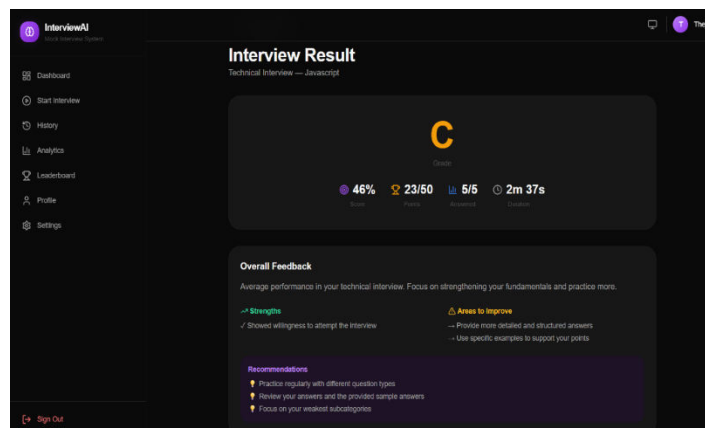 InterviewAI
Mock Interview System
The
Dashboard
Start Interview
History
Analytics
Leaderboard
Profile
Settings
Sign Out
Interview Result
Technical Interview — Javascript
C
Grade
46%
Score
23/50
Points
5/5
Answered
2m 37s
Duration
Overall Feedback
Average performance in your technical interview. Focus on strengthening your fundamentals and practice more.
Strengths
✓ Showed willingness to attempt the interview
Areas to Improve
→ Provide more detailed and structured answers
→ Use specific examples to support your points
Recommendations
Practice regularly with different question types
Review your answers and the provided sample answers
Focus on your weakest subcategories